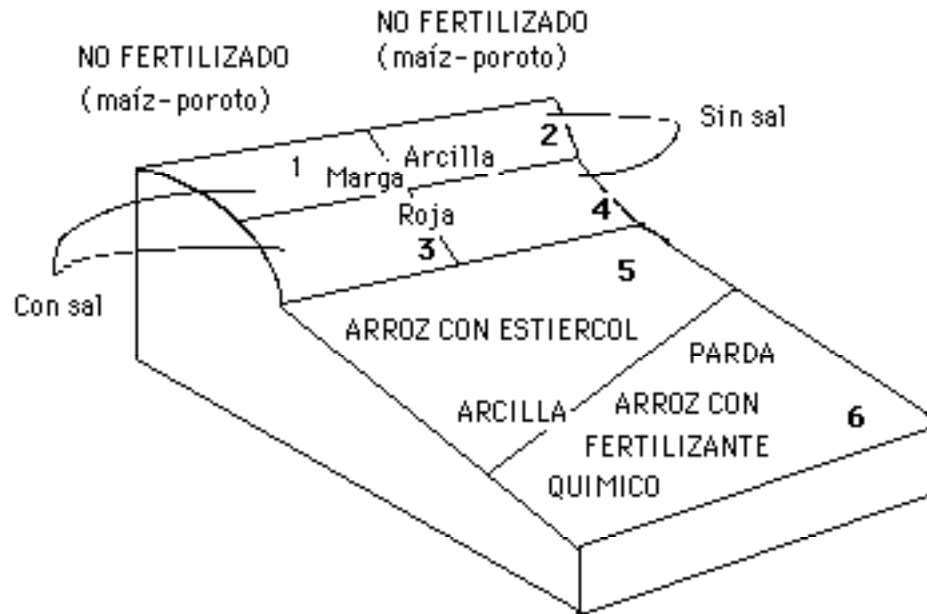 NO FERTILIZADO
(maíz-poroto)
NO FERTILIZADO
(maíz-poroto)
Sin sal
2
1
Arcilla
Marga
Roja
4
3
5
Con sal
ARROZ CON ESTIERCOL
PARDA
ARCILLA
ARROZ CON
6
FERTILIZANTE
QUIMICO